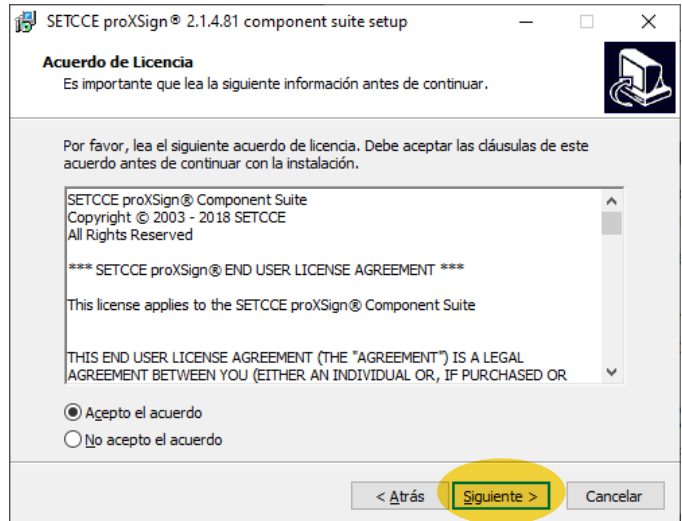 SETCCE proXSign® 2.1.4.81 component suite setup
Acuerdo de Licencia
Es importante que lea la siguiente información antes de continuar.
Por favor, lea el siguiente acuerdo de licencia. Debe aceptar las cláusulas de este
acuerdo antes de continuar con la instalación.
SETCCE proXSign® Component Suite
Copyright © 2003 - 2018 SETCCE
All Rights Reserved
*** SETCCE proXSign® END USER LICENSE AGREEMENT ***
This license applies to the SETCCE proXSign® Component Suite
THIS END USER LICENSE AGREEMENT (THE "AGREEMENT") IS A LEGAL
AGREEMENT BETWEEN YOU (EITHER AN INDIVIDUAL OR, IF PURCHASED OR
Acepto el acuerdo
No acepto el acuerdo
< Atrás Siguiente > Cancelar